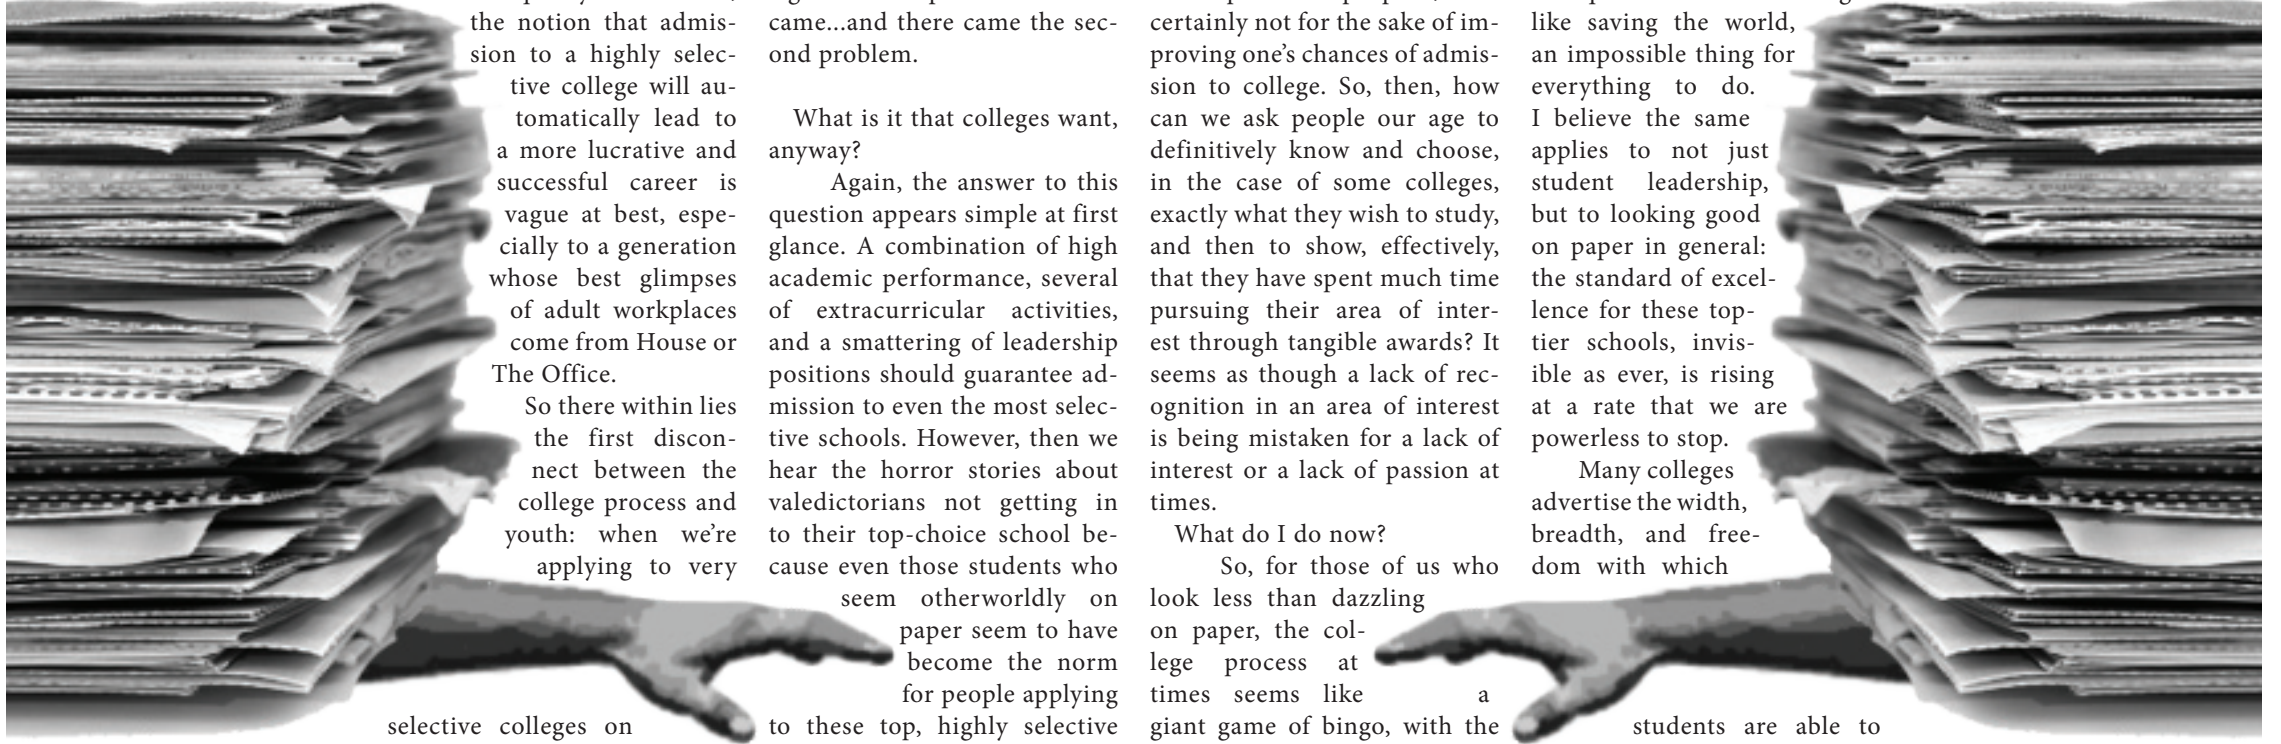 the notion that admis-
sion to a highly selec-
tive college will au-
tomatically lead to
a more lucrative and
successful career is
vague at best, espe-
cially to a generation
whose best glimpses
of adult workplaces
come from House or
The Office.
So there within lies
the first discon-
nect between the
college process and
youth: when we're
applying to very
selective colleges on
came...and there came the sec-
ond problem.
What is it that colleges want,
anyway?
Again, the answer to this
question appears simple at first
glance. A combination of high
academic performance, several
of extracurricular activities,
and a smattering of leadership
positions should guarantee ad-
mission to even the most selec-
tive schools. However, then we
hear the horror stories about
valedictorians not getting in
to their top-choice school be-
cause even those students who
seem otherworldly on
paper seem to have
become the norm
for people applying
to these top, highly selective
certainly not for the sake of im-
proving one's chances of admis-
sion to college. So, then, how
can we ask people our age to
definitively know and choose,
in the case of some colleges,
exactly what they wish to study,
and then to show, effectively,
that they have spent much time
pursuing their area of inter-
est through tangible awards? It
seems as though a lack of rec-
ognition in an area of interest
is being mistaken for a lack of
interest or a lack of passion at
times.
What do I do now?
So, for those of us who
look less than dazzling
on paper, the col-
lege process at
times seems like a
giant game of bingo, with the
like saving the world,
an impossible thing for
everything to do.
I believe the same
applies to not just
student leadership,
but to looking good
on paper in general:
the standard of excel-
lence for these top-
tier schools, invis-
ible as ever, is rising
at a rate that we are
powerless to stop.
Many colleges
advertise the width,
breadth, and free-
dom with which
students are able to